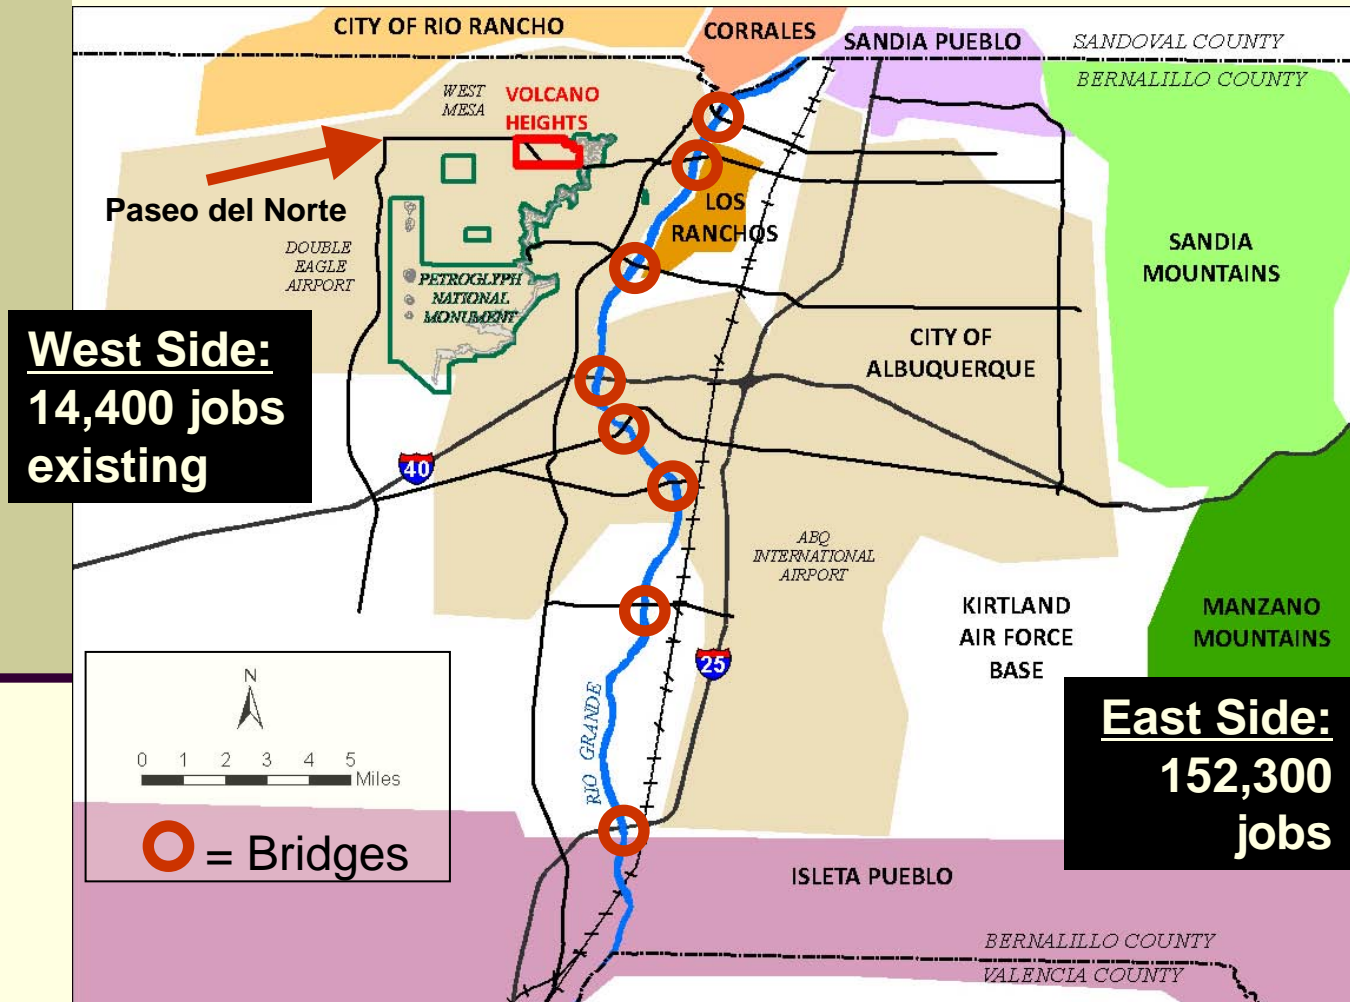 CITY OF RIO RANCHO
CORRALES
SANDIA PUEBLO
SANDOVAL COUNTY
BERNALILLO COUNTY
WEST
MESA
VOLCANO
HEIGHTS
Paseo del Norte
LOS
RANCHOS
DOUBLE
EAGLE
AIRPORT
PETROGLYPH
NATIONAL
MONUMENT
SANDIA
MOUNTAINS
CITY OF
ALBUQUERQUE
West Side:
14,400 jobs
existing
40
ABQ
INTERNATIONAL
AIRPORT
KIRTLAND
AIR FORCE
BASE
MANZANO
MOUNTAINS
25
RIO GRANDE
East Side:
152,300
jobs
N
0 1 2 3 4 5
Miles
= Bridges
ISLETA PUEBLO
BERNALILLO COUNTY
VALENCIA COUNTY